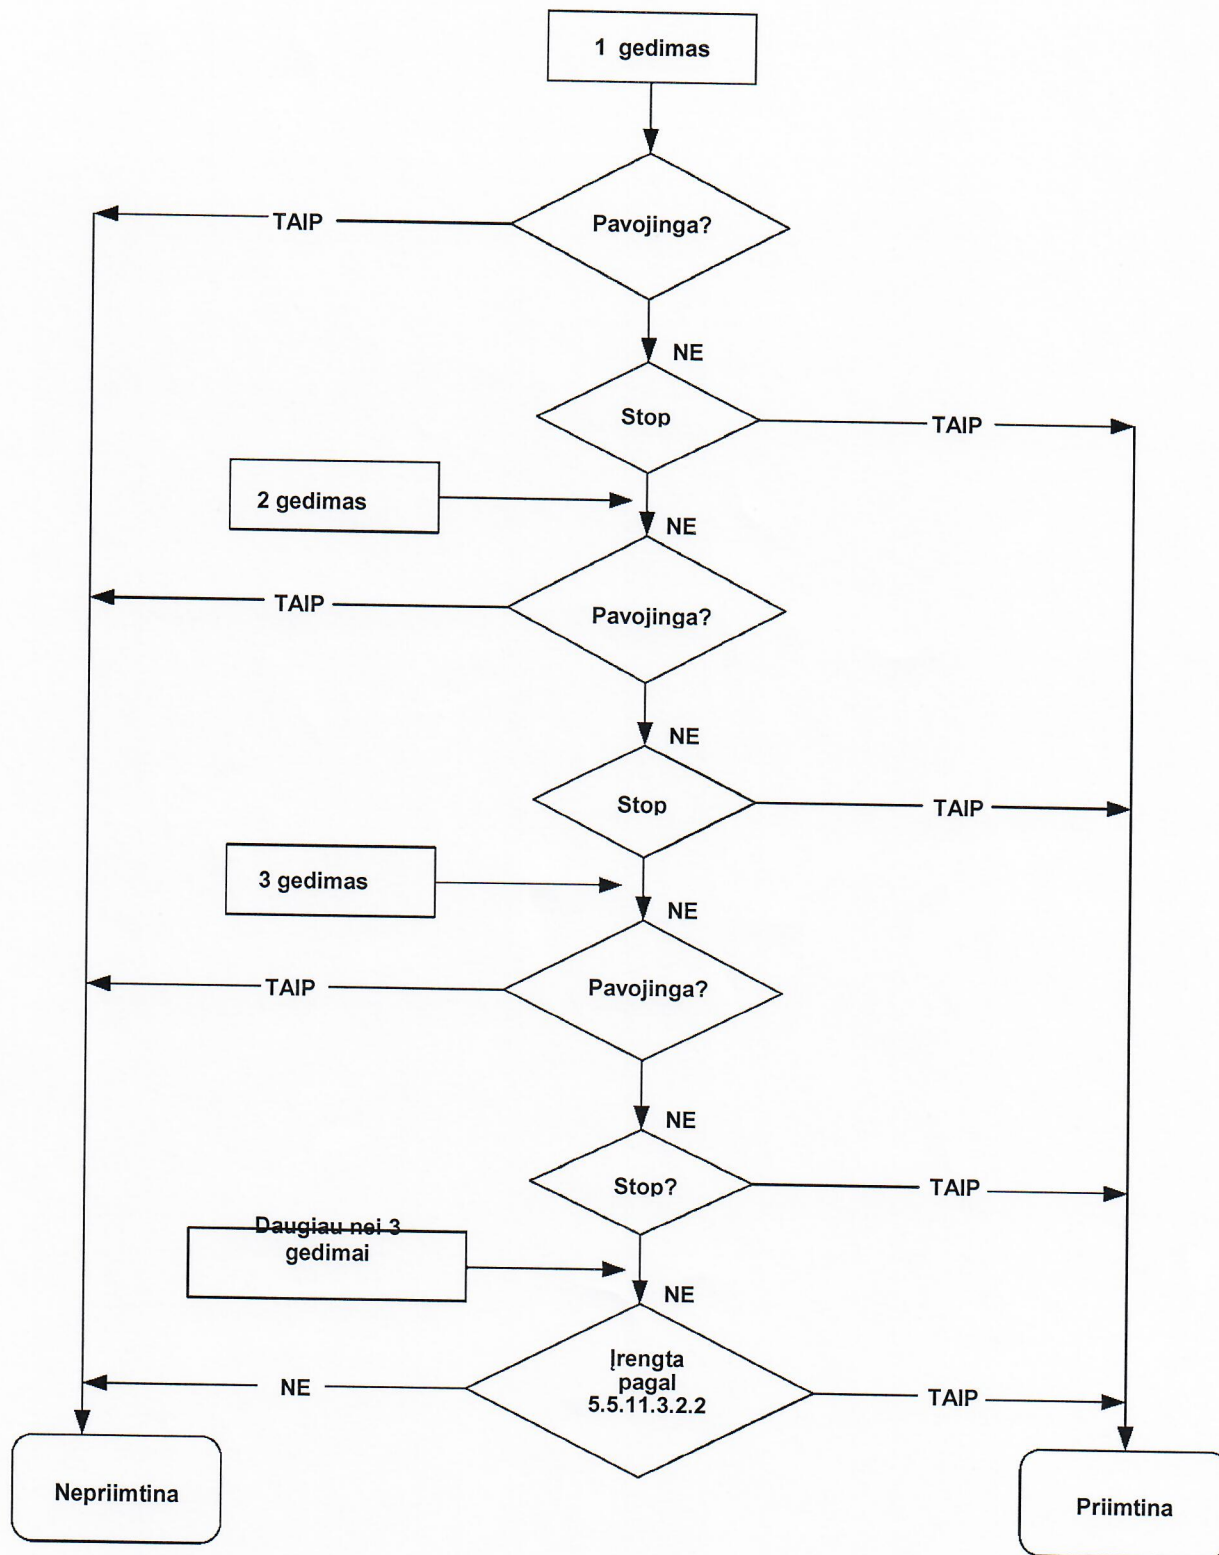 1 gedimas
Pavojinga?
TAIP
NE
Stop
TAIP
2 gedimas
NE
Pavojinga?
TAIP
NE
Stop
TAIP
3 gedimas
NE
Pavojinga?
TAIP
NE
Stop?
TAIP
Daugiau nei 3
gedimai
NE
Įrengta
pagal
5.5.11.3.2.2
NE
TAIP
Nepriimtina
Priimtina